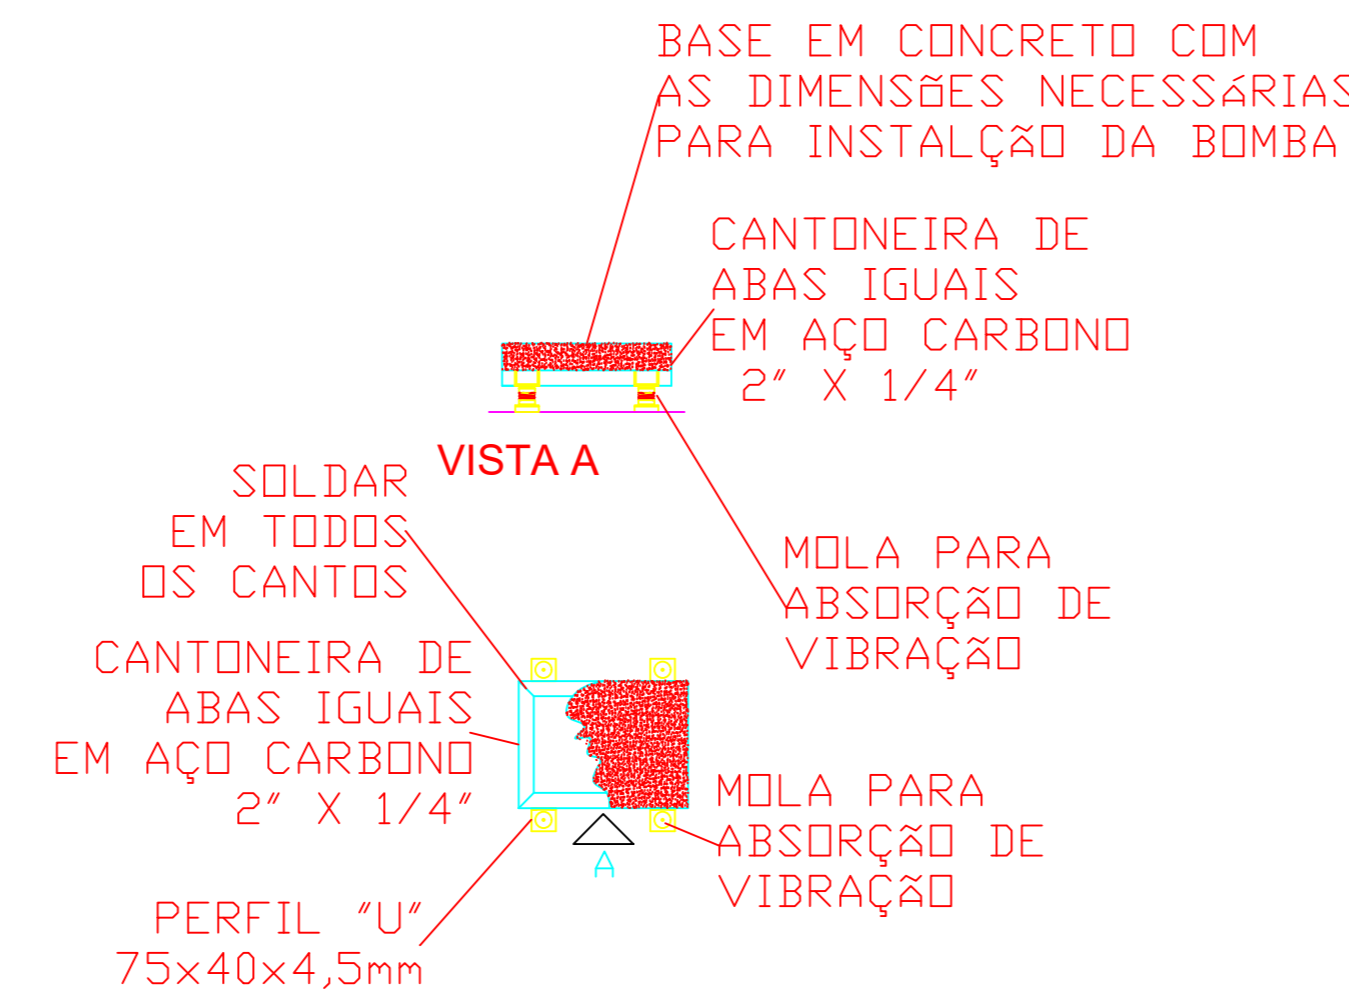 BASE EM CONCRETO COM
AS DIMENSÕES NECESSÁRIAS
PARA INSTALÇÃO DA BOMBA
CANTONEIRA DE
ABAS IGUAIS
EM AÇO CARBONO
2" X 1/4"
VISTA A
SOLDAR
EM TODOS
OS CANTOS
MOLA PARA
ABSORÇÃO DE
VIBRAÇÃO
CANTONEIRA DE
ABAS IGUAIS
EM AÇO CARBONO
2" X 1/4"
MOLA PARA
ABSORÇÃO DE
VIBRAÇÃO
A
PERFIL "U"
75x40x4,5mm